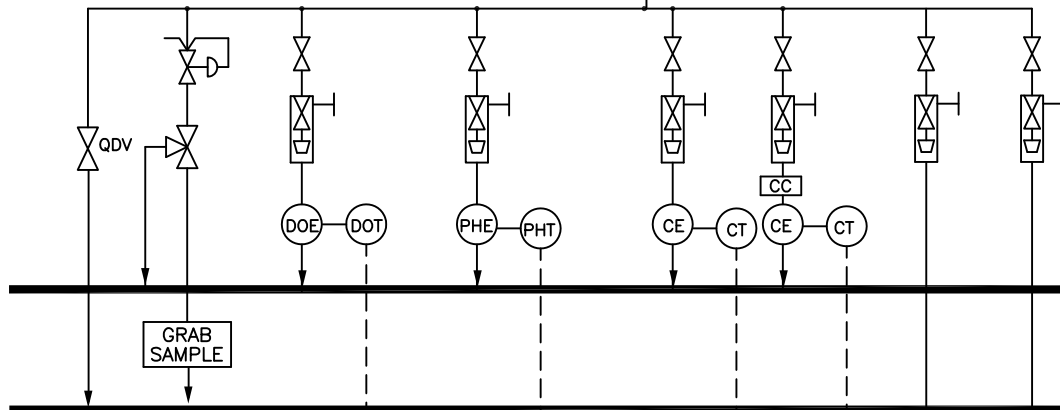 QDV
CC
DOE
DOT
PHE
PHT
CE
CT
CE
CT
GRAB
SAMPLE